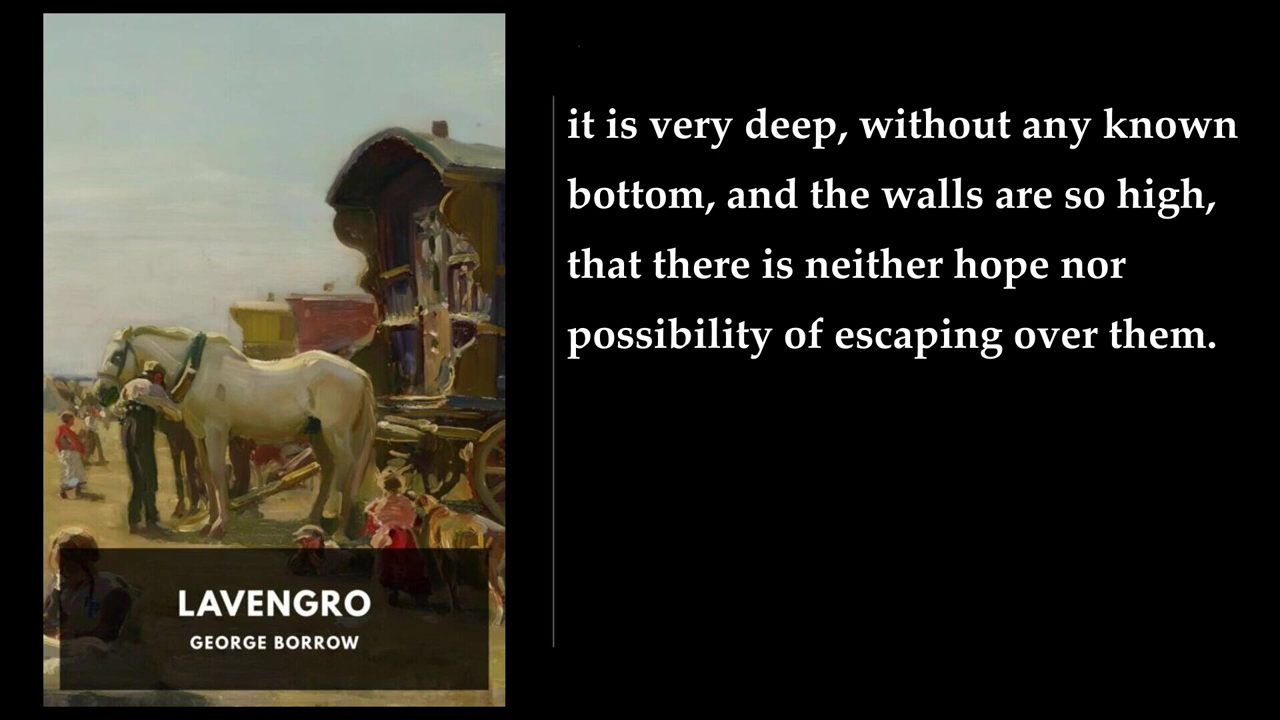 it is very deep, without any known
bottom, and the walls are so high,
that there is neither hope nor
possibility of escaping over them.
LAVENGRO
GEORGE BORROW